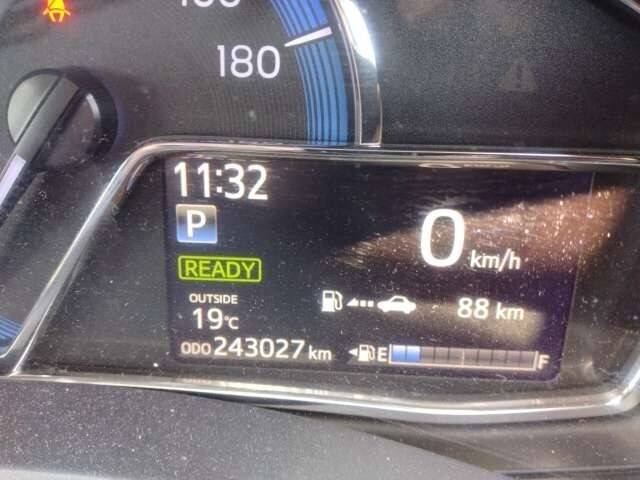 180
11:32
P
0 km/h
READY
OUTSIDE
19°C
88 km
ODO 243027 km
E F